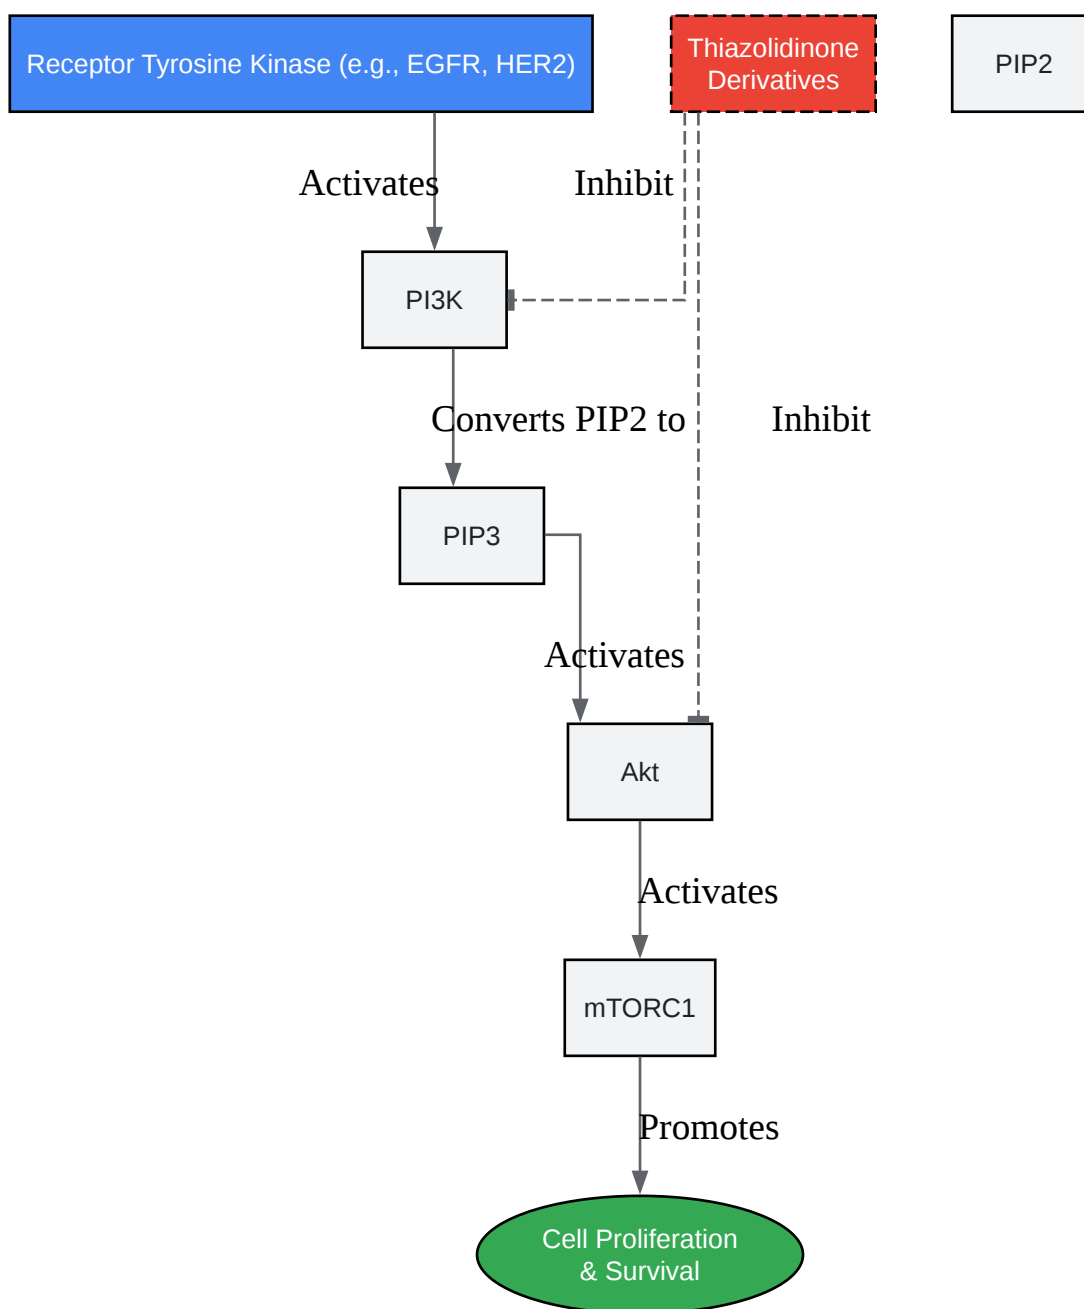 Receptor Tyrosine Kinase (e.g., EGFR, HER2)
Thiazolidinone
Derivatives
PIP2
Activates
Inhibit
PI3K
Converts PIP2 to
Inhibit
PIP3
Activates
Akt
Activates
mTORC1
Promotes
Cell Proliferation
& Survival